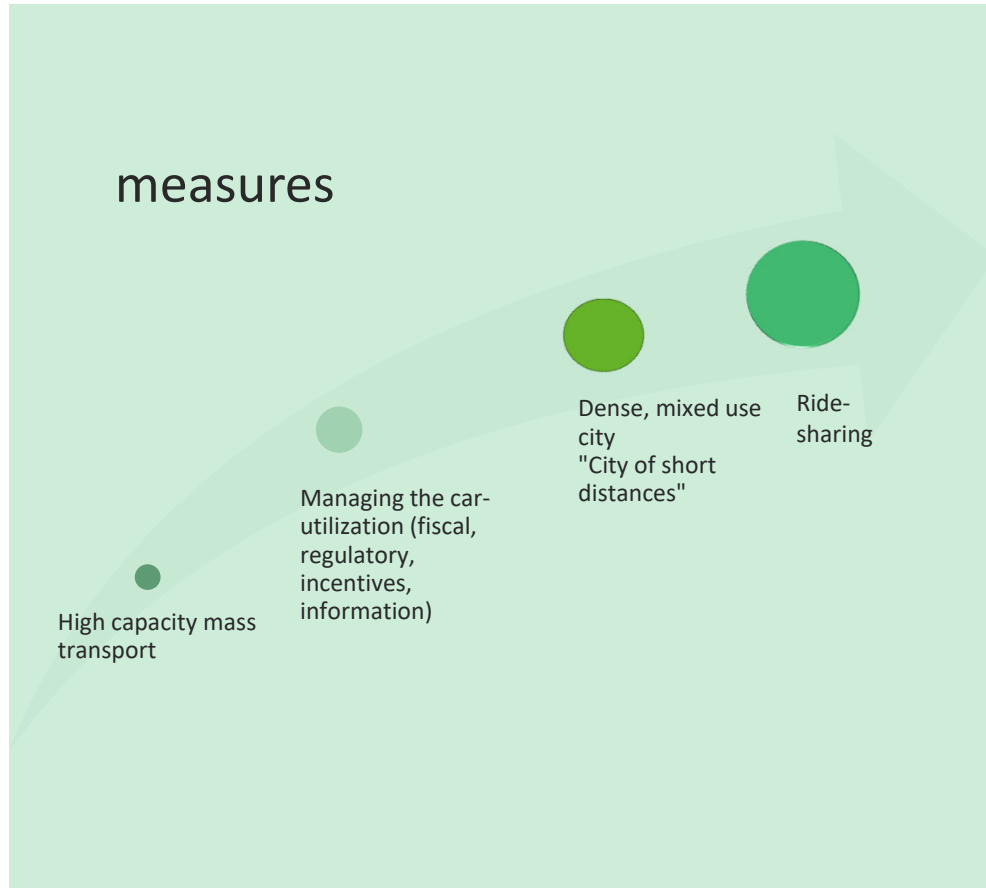 measures
High capacity mass
transport
Managing the car-
utilization (fiscal,
regulatory,
incentives,
information)
Dense, mixed use
city
"City of short
distances"
Ride-
sharing